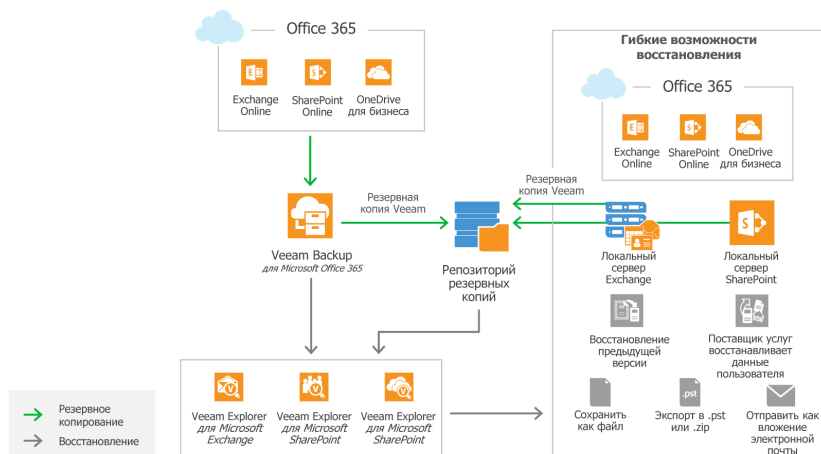 Office 365
Exchange
Online
SharePoint
Online
OneDrive
для бизнеса
Гибкие возможности
восстановления
Office 365
Exchange
Online
SharePoint
Online
OneDrive
для бизнеса
Резервная
копия Veeam
Резервная
копия Veeam
Veeam Backup
для Microsoft Office 365
Репозиторий
резервных
копий
Локальный
сервер
Exchange
Локальный
сервер
SharePoint
Восстановление
предыдущей
версии
Поставщик услуг
восстанавливает
данные
пользователя
Veeam Explorer
для Microsoft
Exchange
Veeam Explorer
для Microsoft
SharePoint
Veeam Explorer
для Microsoft
SharePoint
.pst
Сохранить
как файл
Экспорт в .pst
или .zip
Отправить как
вложение
электронной
почты
Резервное
копирование
Восстановление